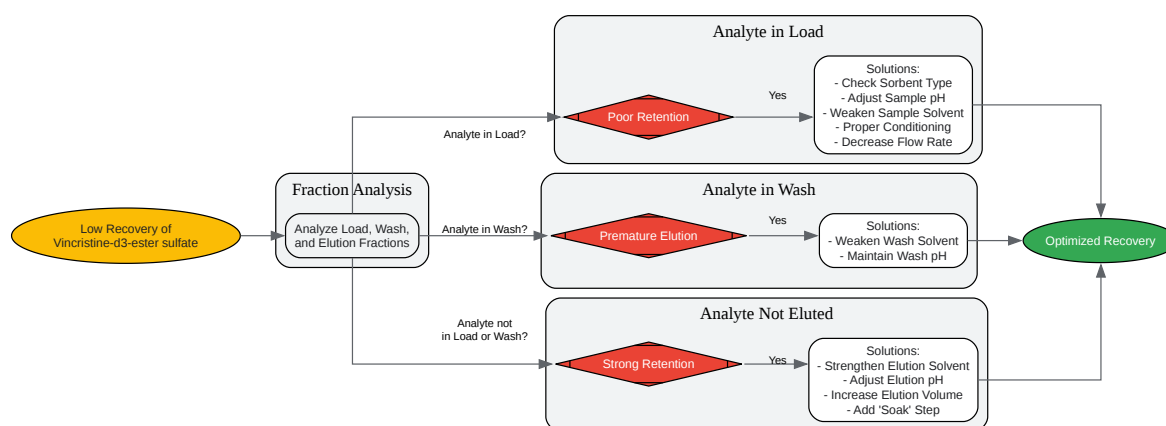 Low Recovery of
Vincristine-d3-ester sulfate
Fraction Analysis
Analyze Load, Wash,
and Elution Fractions
Analyte in Load?
Analyte in Wash?
Analyte not
in Load or Wash?
Analyte in Load
Poor Retention
Yes
Solutions:
- Check Sorbent Type
- Adjust Sample pH
- Weaken Sample Solvent
- Proper Conditioning
- Decrease Flow Rate
Analyte in Wash
Premature Elution
Yes
Solutions:
- Weaken Wash Solvent
- Maintain Wash pH
Analyte Not Eluted
Strong Retention
Yes
Solutions:
- Strengthen Elution Solvent
- Adjust Elution pH
- Increase Elution Volume
- Add 'Soak' Step
Optimized Recovery